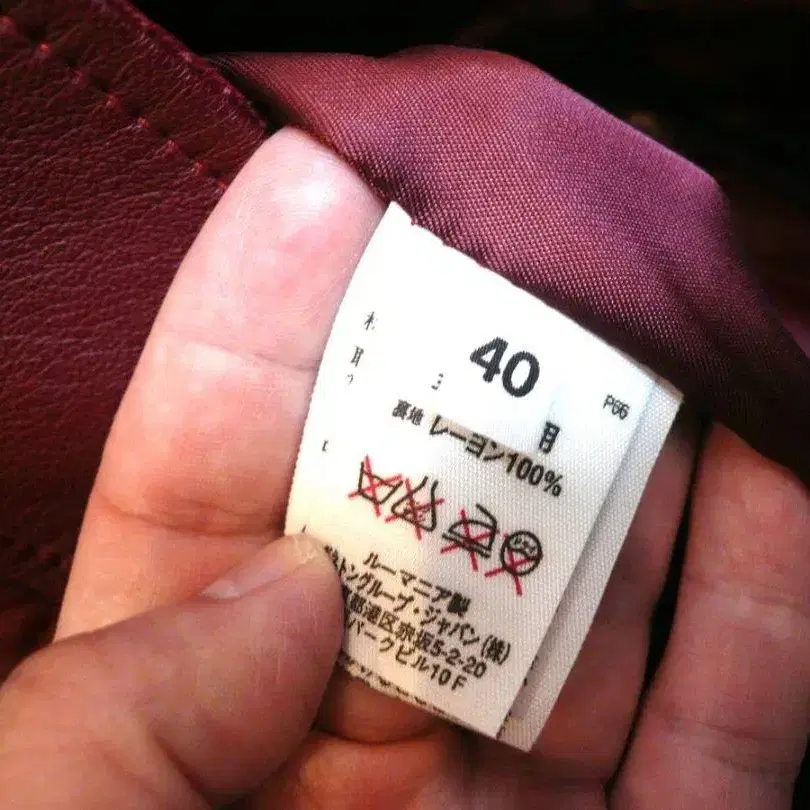 40
P66
裏地 レーヨン100%
ルーマニア製
トングループ・ジャパン(株)
都港区赤坂5-2-20
パークビル10F